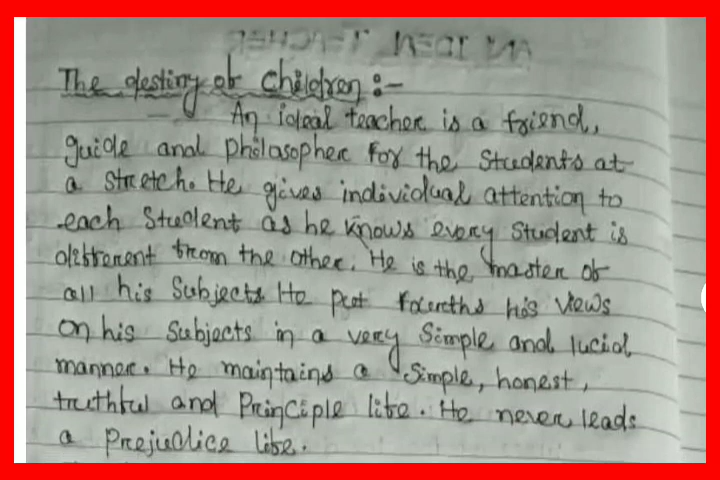 The destiny of children :-
An ideal teacher is a friend,
guide and philosopher for the students at
a stretch. He gives individual attention to
each student as he knows every student is
different from the other. He is the master of
all his subjects He put fourths his views
on his subjects in a very simple and lucid
manner. He maintains a simple, honest,
truthful and principle life. He never leads
a prejudice life.